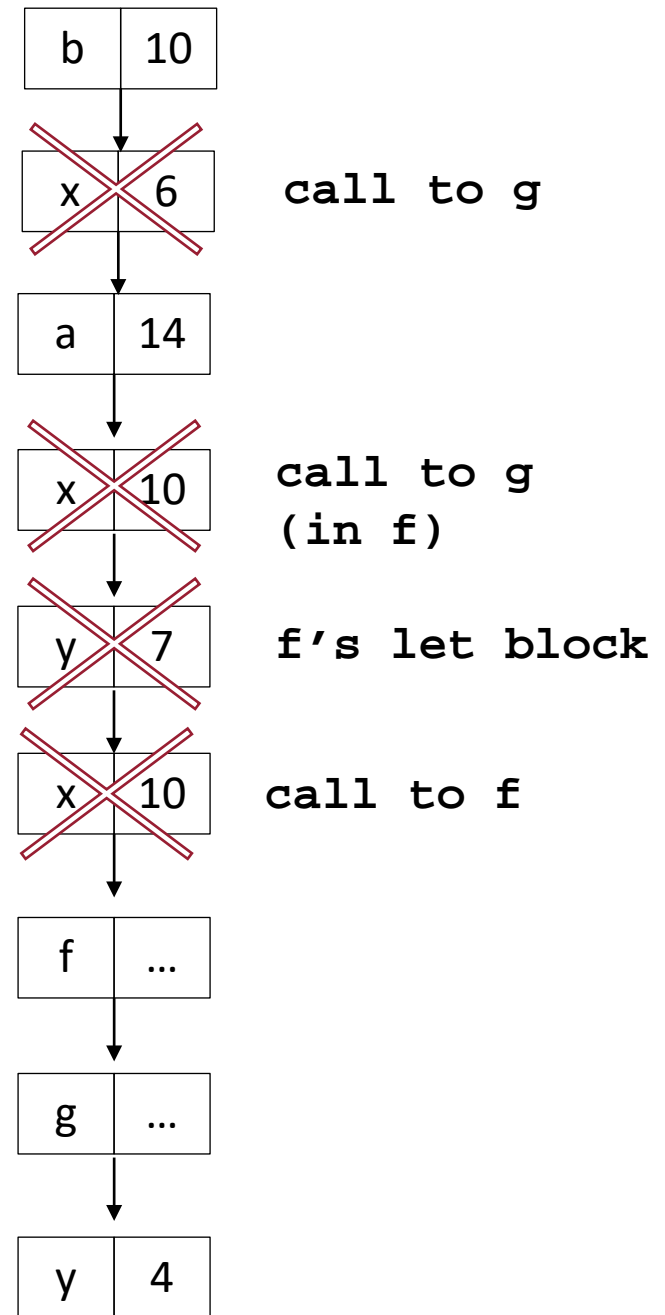 b 10
x 6 call to g
a 14
x 10 call to g
(in f)
y 7 f’s let block
x 10 call to f
f …
g …
y 4